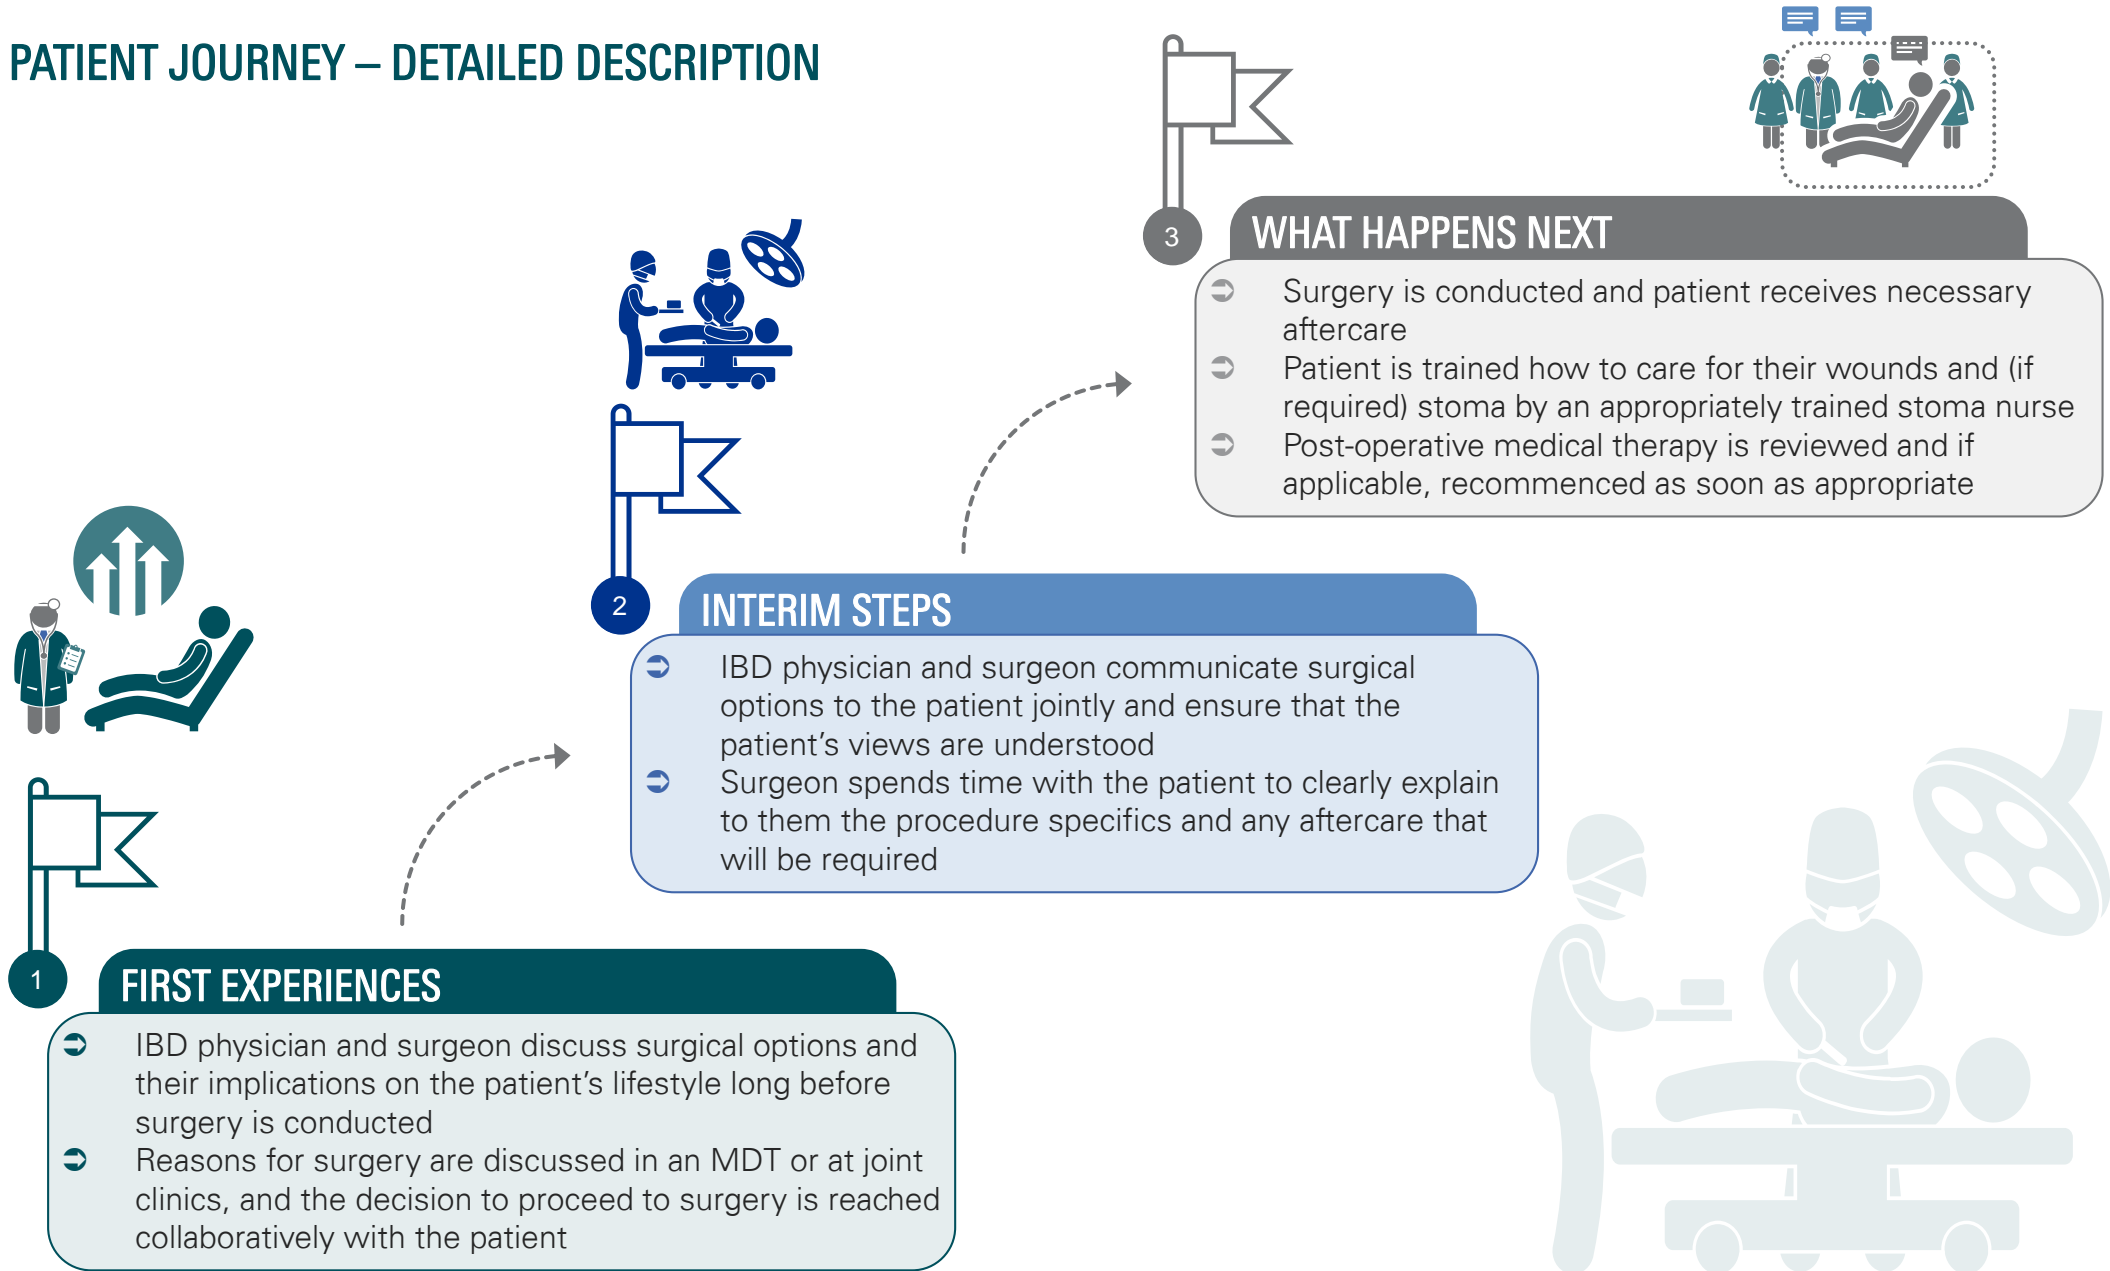 PATIENT JOURNEY – DETAILED DESCRIPTION
1
FIRST EXPERIENCES
IBD physician and surgeon discuss surgical options and
their implications on the patient’s lifestyle long before
surgery is conducted
Reasons for surgery are discussed in an MDT or at joint
clinics, and the decision to proceed to surgery is reached
collaboratively with the patient
2
INTERIM STEPS
IBD physician and surgeon communicate surgical
options to the patient jointly and ensure that the
patient’s views are understood
Surgeon spends time with the patient to clearly explain
to them the procedure specifics and any aftercare that
will be required
3
WHAT HAPPENS NEXT
Surgery is conducted and patient receives necessary
aftercare
Patient is trained how to care for their wounds and (if
required) stoma by an appropriately trained stoma nurse
Post-operative medical therapy is reviewed and if
applicable, recommenced as soon as appropriate